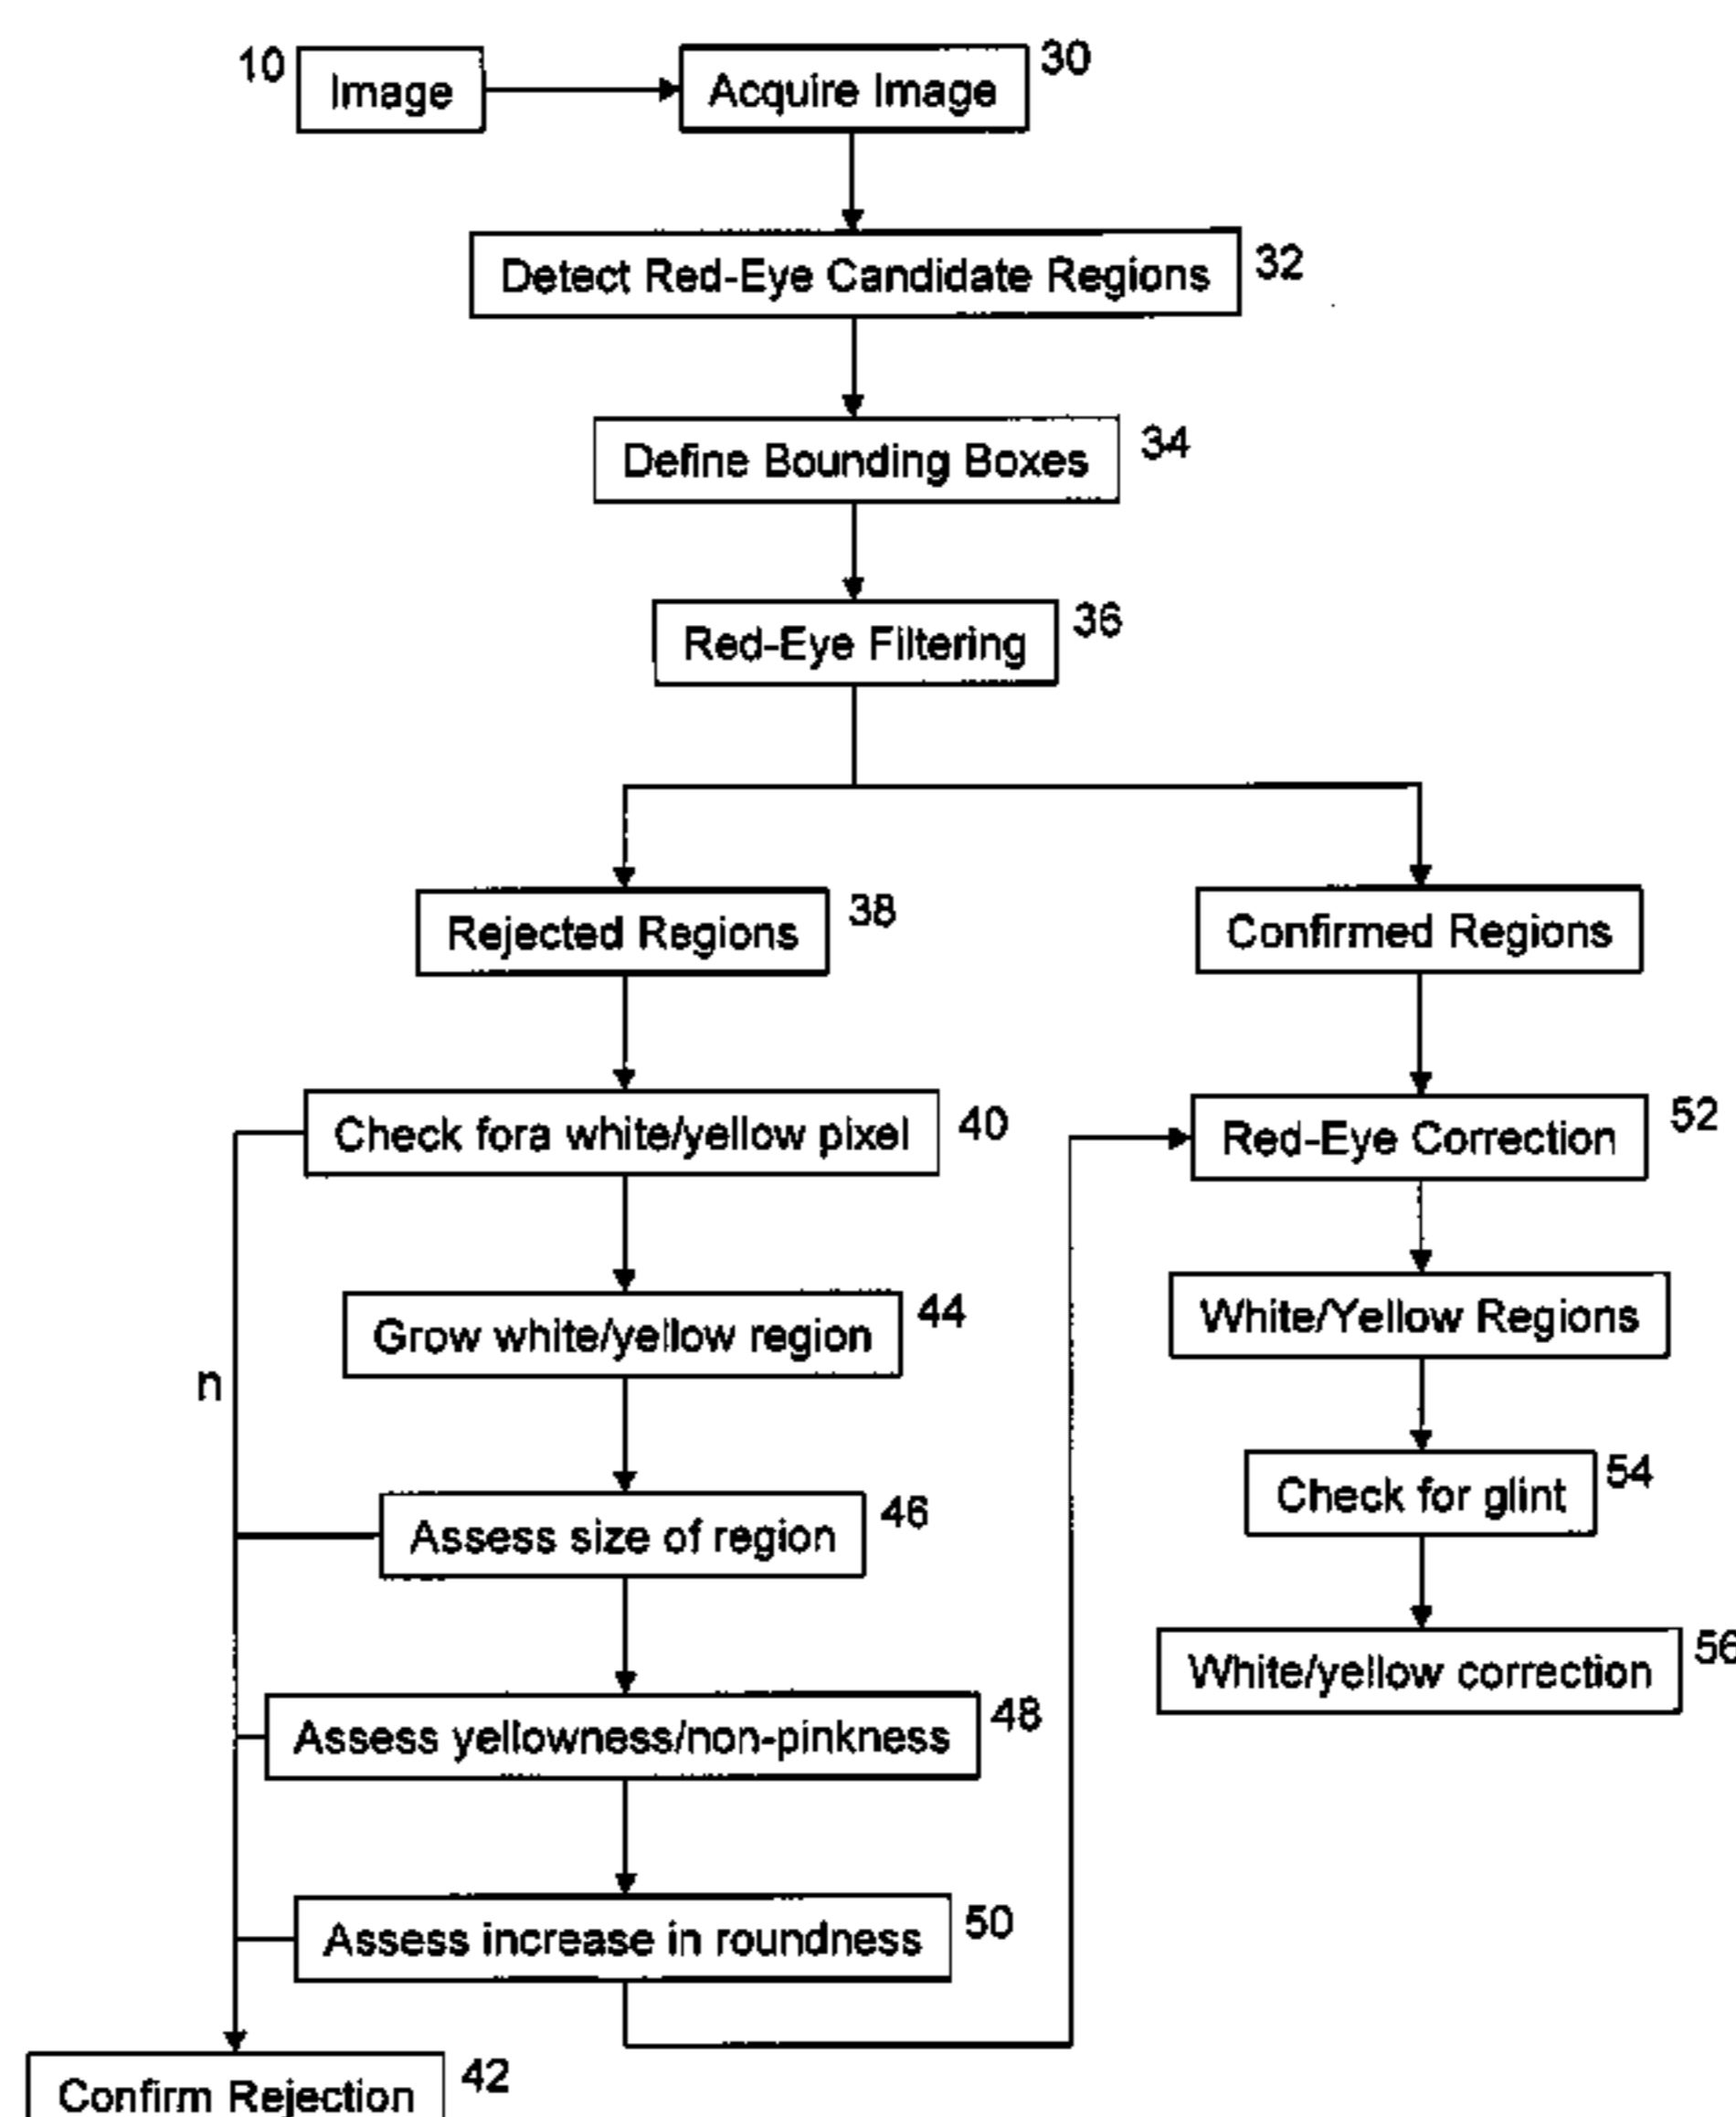 10
Image
Acquire Image
30
Detect Red-Eye Candidate Regions
32
Define Bounding Boxes
34
Red-Eye Filtering
36
Rejected Regions
38
Confirmed Regions
Check fora white/yellow pixel
40
Red-Eye Correction
52
Grow white/yellow region
44
White/Yellow Regions
n
Assess size of region
46
Check for glint
54
Assess yellowness/non-pinkness
48
White/yellow correction
56
Assess increase in roundness
50
Confirm Rejection
42